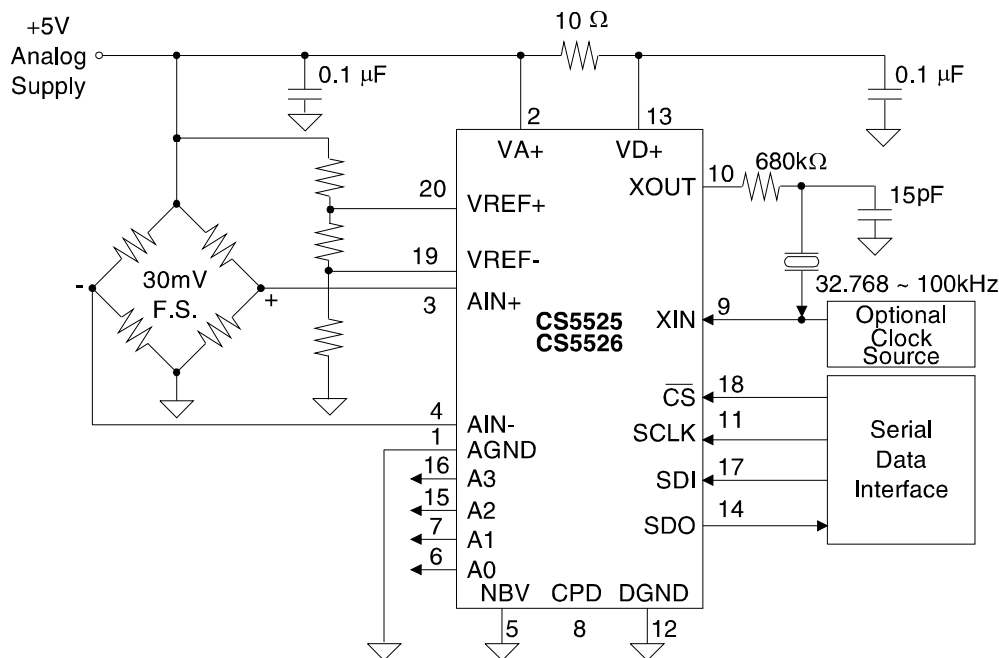 +5V
Analog
Supply
10 Ω
0.1 μF
0.1 μF
2
13
VA+
VD+
680kΩ
10
XOUT
15pF
20
VREF+
19
VREF-
30mV
F.S.
-
+
3
AIN+
32.768 ~ 100kHz
9
XIN
CS5525
CS5526
Optional
Clock
Source
18
CS
4
AIN-
11
SCLK
1
AGND
16
A3
17
SDI
15
A2
14
SDO
7
A1
6
A0
Serial
Data
Interface
NBV
CPD
DGND
5
8
12